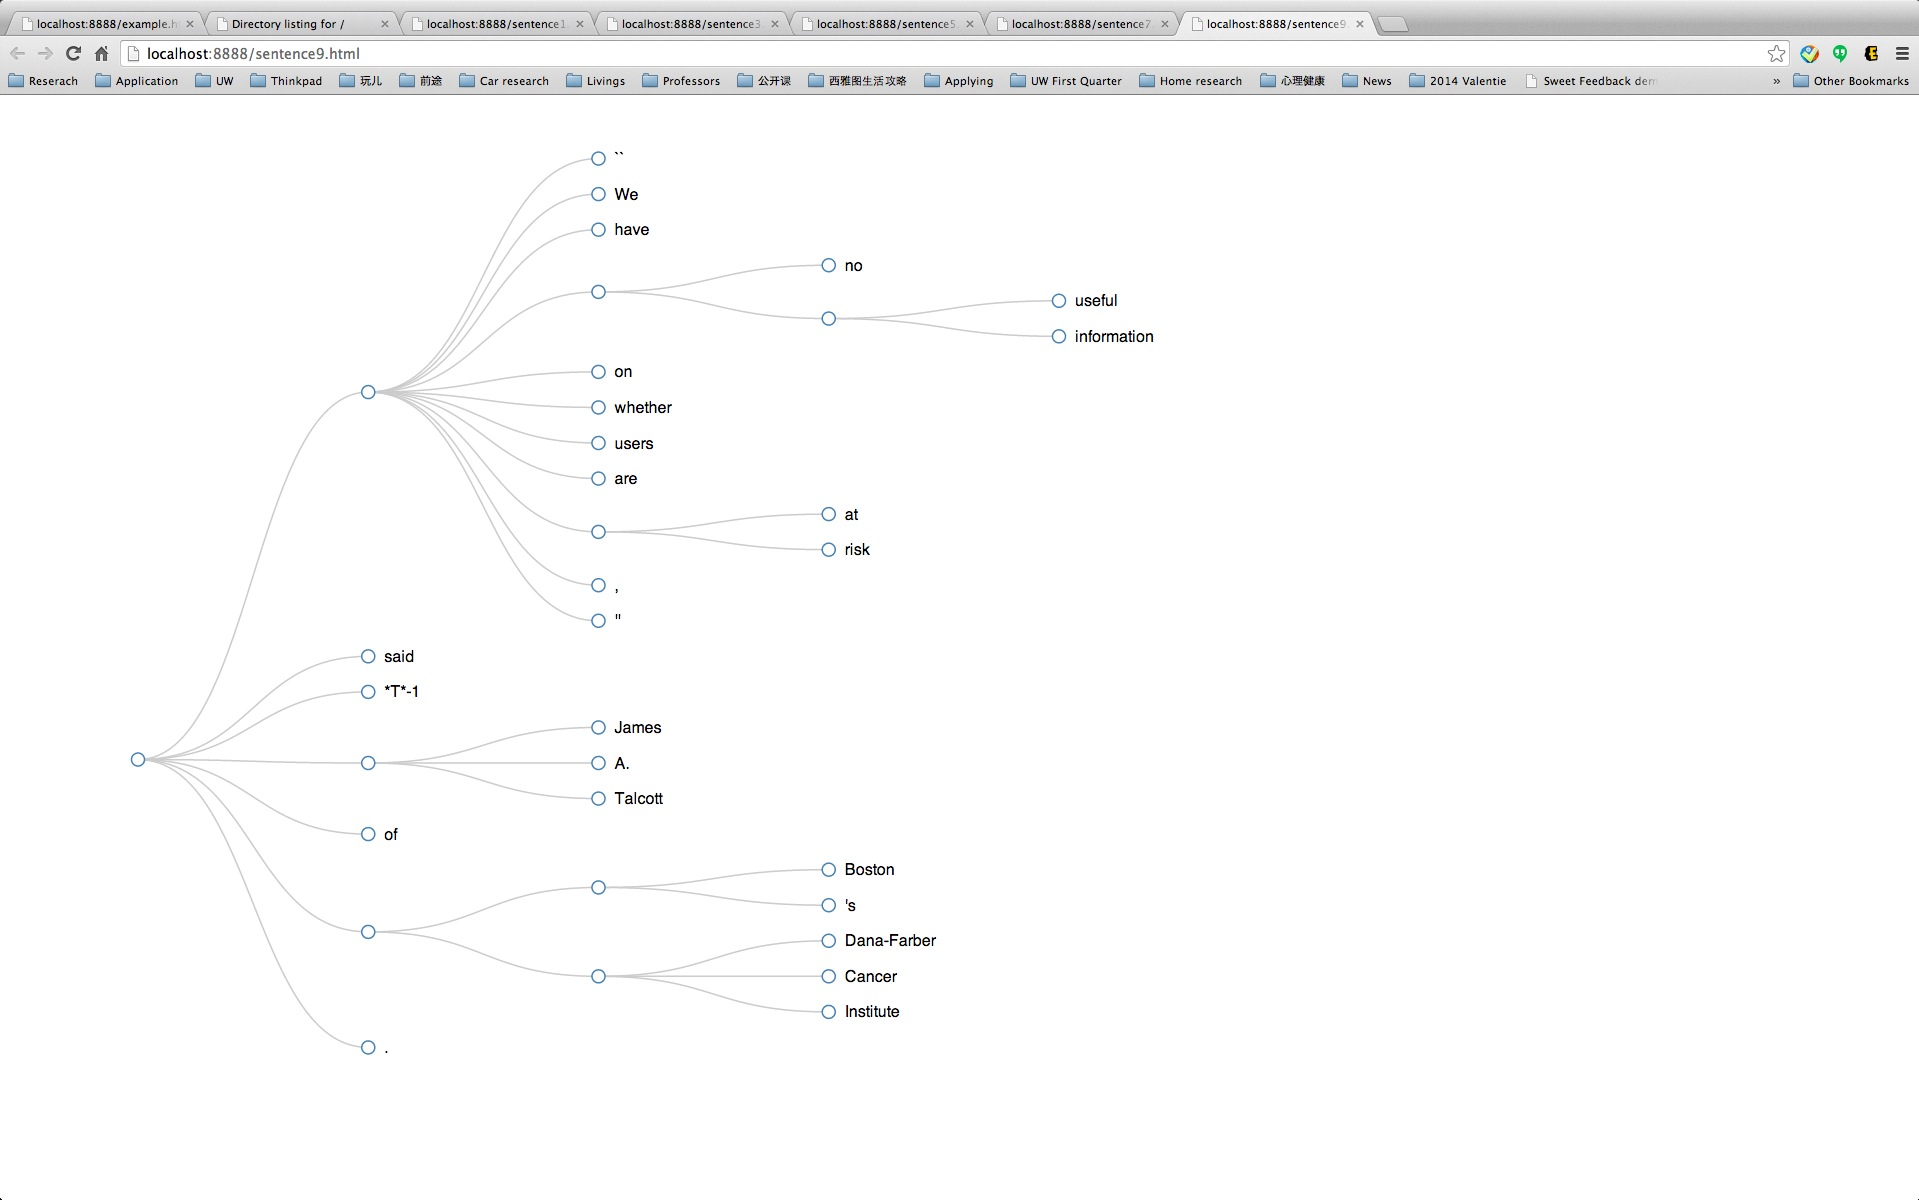 localhost:8888/example.h
Directory listing for /
localhost:8888/sentence1
localhost:8888/sentence3
localhost:8888/sentence5
localhost:8888/sentence7
localhost:8888/sentence9
localhost:8888/sentence9.html
Reserach
Application
UW
Thinkpad
玩儿
前途
Car research
Livings
Professors
公开课
西雅图生活攻略
Applying
UW First Quarter
Home research
心理健康
News
2014 Valentie
Sweet Feedback dem
»
Other Bookmarks
``
We
have
no
useful
information
on
whether
users
are
at
risk
,
"
said
*T*-1
James
A.
Talcott
of
Boston
's
Dana-Farber
Cancer
Institute
.